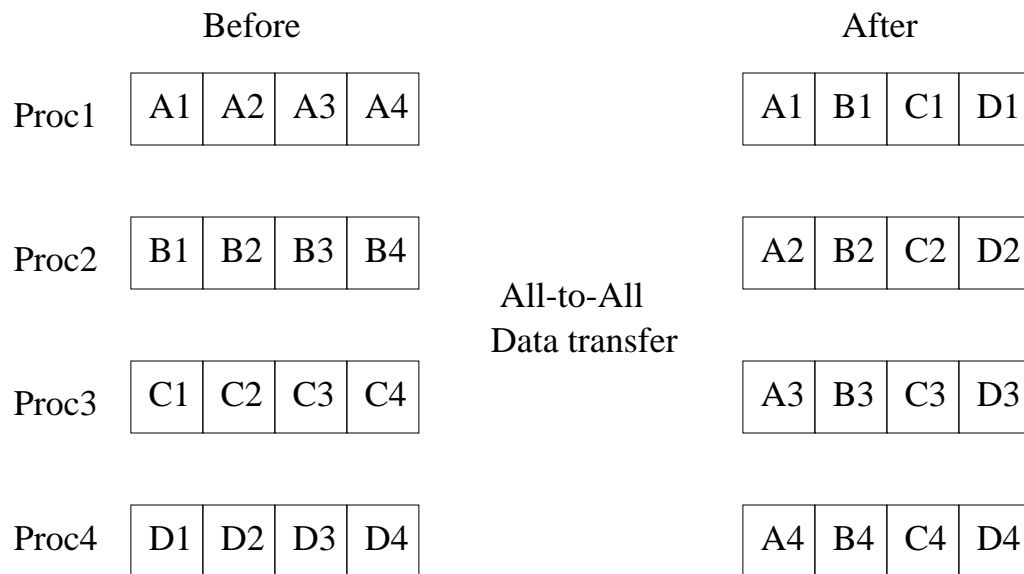 Before After
Proc1 A1 A2 A3 A4 A1 B1 C1 D1
Proc2 B1 B2 B3 B4 A2 B2 C2 D2
All-to-All
Data transfer
Proc3 C1 C2 C3 C4 A3 B3 C3 D3
Proc4 D1 D2 D3 D4 A4 B4 C4 D4